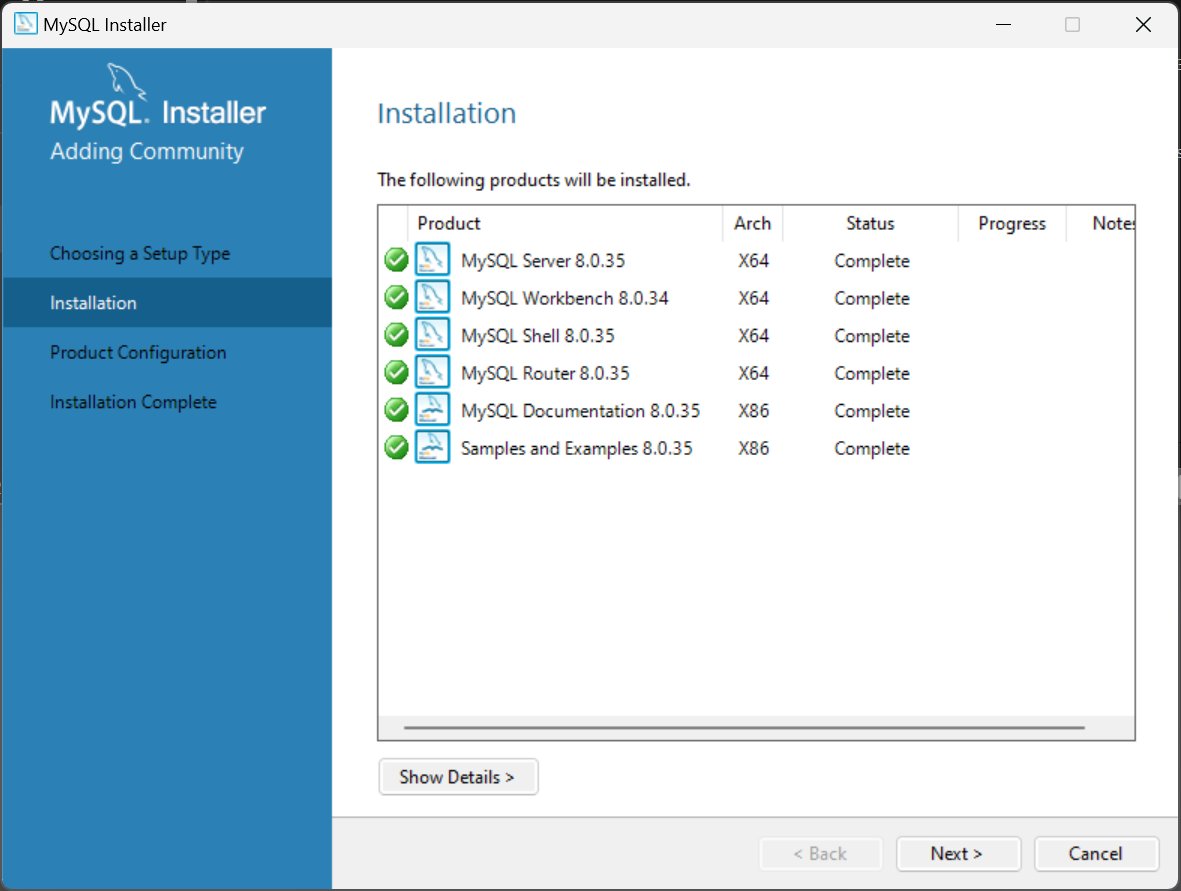 MySQL Installer
MySQL. Installer
Adding Community
Choosing a Setup Type
Installation
Product Configuration
Installation Complete
Installation
The following products will be installed.
Product Arch Status Progress Notes
MySQL Server 8.0.35 X64 Complete
MySQL Workbench 8.0.34 X64 Complete
MySQL Shell 8.0.35 X64 Complete
MySQL Router 8.0.35 X64 Complete
MySQL Documentation 8.0.35 X86 Complete
Samples and Examples 8.0.35 X86 Complete
Show Details >
< Back Next > Cancel